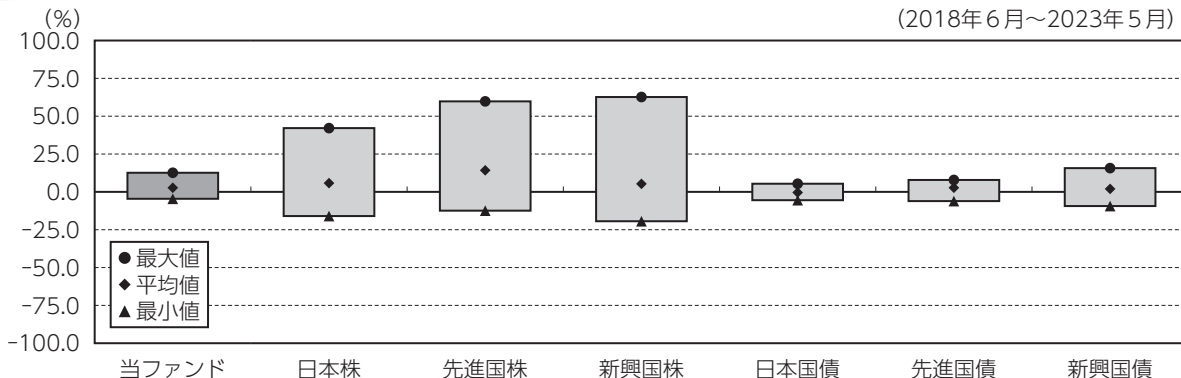 (%)
(2018年6月～2023年5月)
100.0
75.0
50.0
25.0
0.0
-25.0
-50.0
-75.0
-100.0
●最大値
◆平均値
▲最小値
当ファンド 日本株 先進国株 新興国株 日本国債 先進国債 新興国債